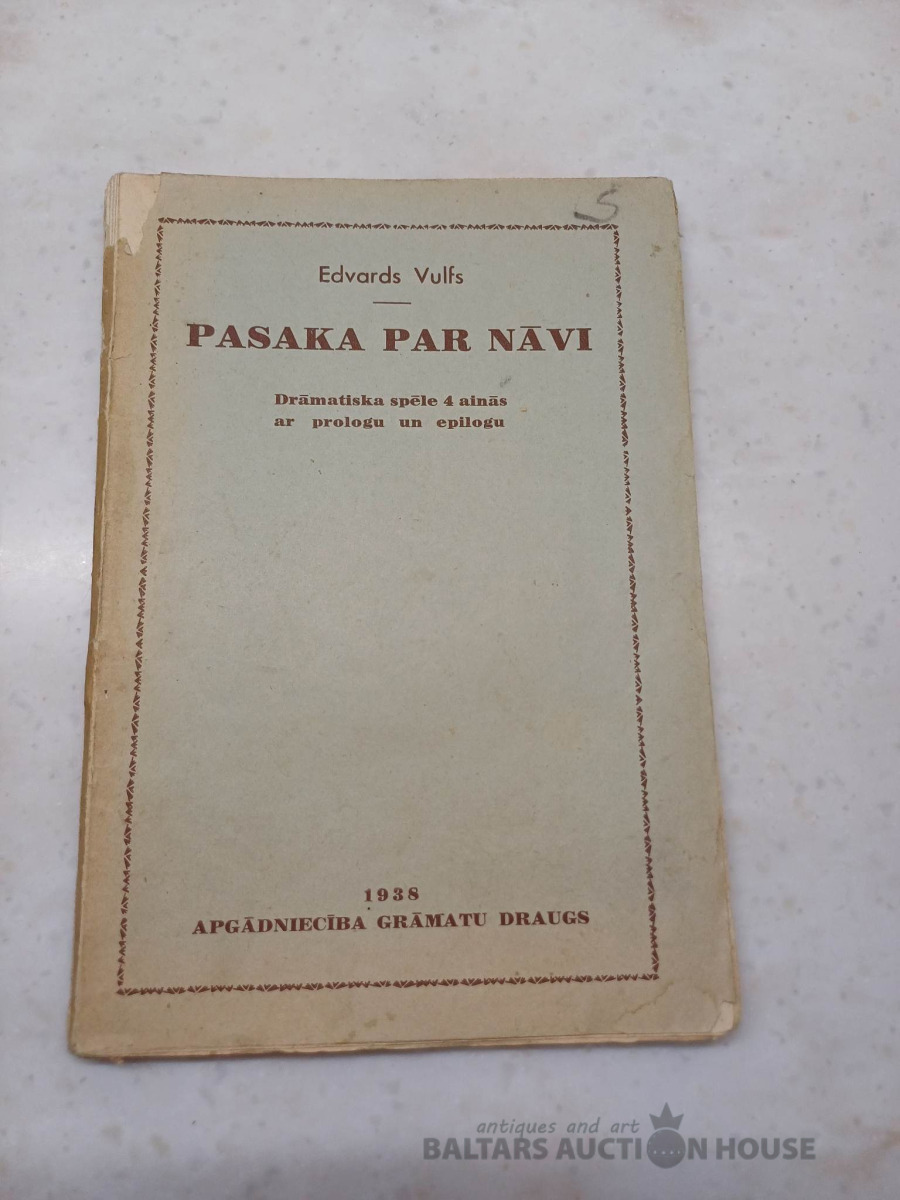 S
Edvards Vulfs
PASAKA PAR NĀVI
Drāmatiska spēle 4 ainās
ar prologu un epilogu
1938
APGĀDNIECĪBA GRĀMATU DRAUGS
antiques and art
BALTARS AUCTION HOUSE